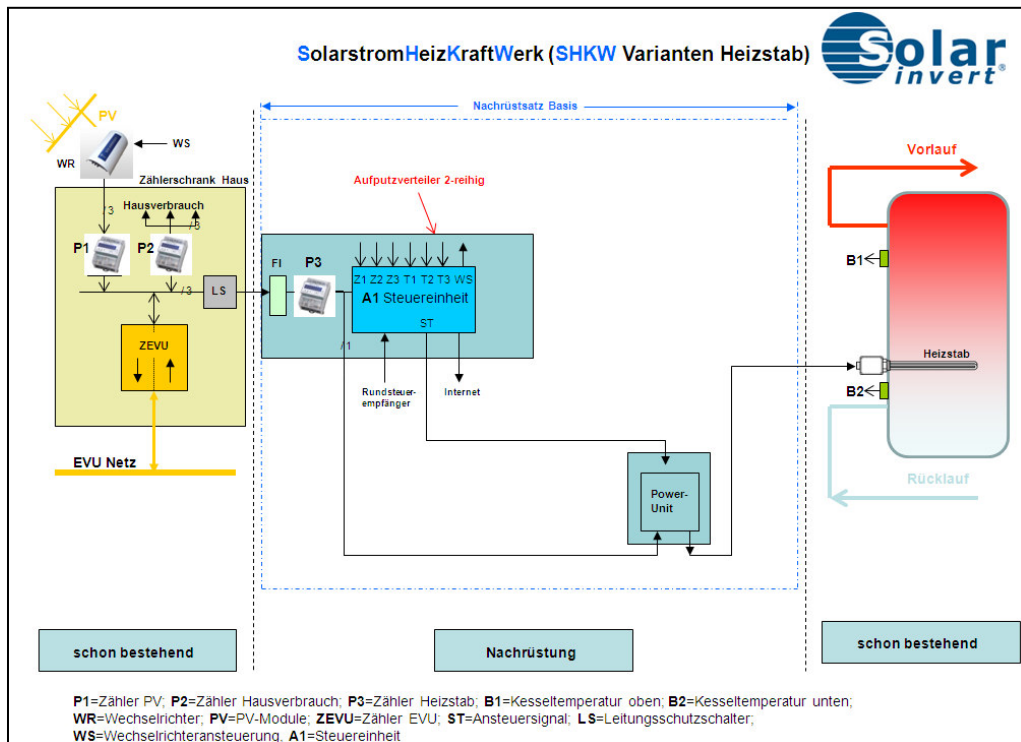 SolarstromHeizKraftWerk (SHKW Varianten Heizstab)
Solar
invert®
Nachrüstsatz Basis
PV
WS
WR
Zählerschrank Haus
/3
Hausverbrauch
/3
P1
P2
/3
LS
ZEVU
EVU Netz
Aufputzverteiler 2-reihig
FI
P3
Z1 Z2 Z3 T1 T2 T3 WS
A1 Steuereinheit
ST
/1
Rundsteuer-
empfänger
Internet
Power-
Unit
Vorlauf
B1
Heizstab
B2
Rücklauf
schon bestehend
Nachrüstung
schon bestehend
P1=Zähler PV; P2=Zähler Hausverbrauch; P3=Zähler Heizstab; B1=Kesseltemperatur oben; B2=Kesseltemperatur unten;
WR=Wechselrichter; PV=PV-Module; ZEVU=Zähler EVU; ST=Ansteuersignal; LS=Leitungsschutzschalter;
WS=Wechselrichteransteuerung, A1=Steuereinheit